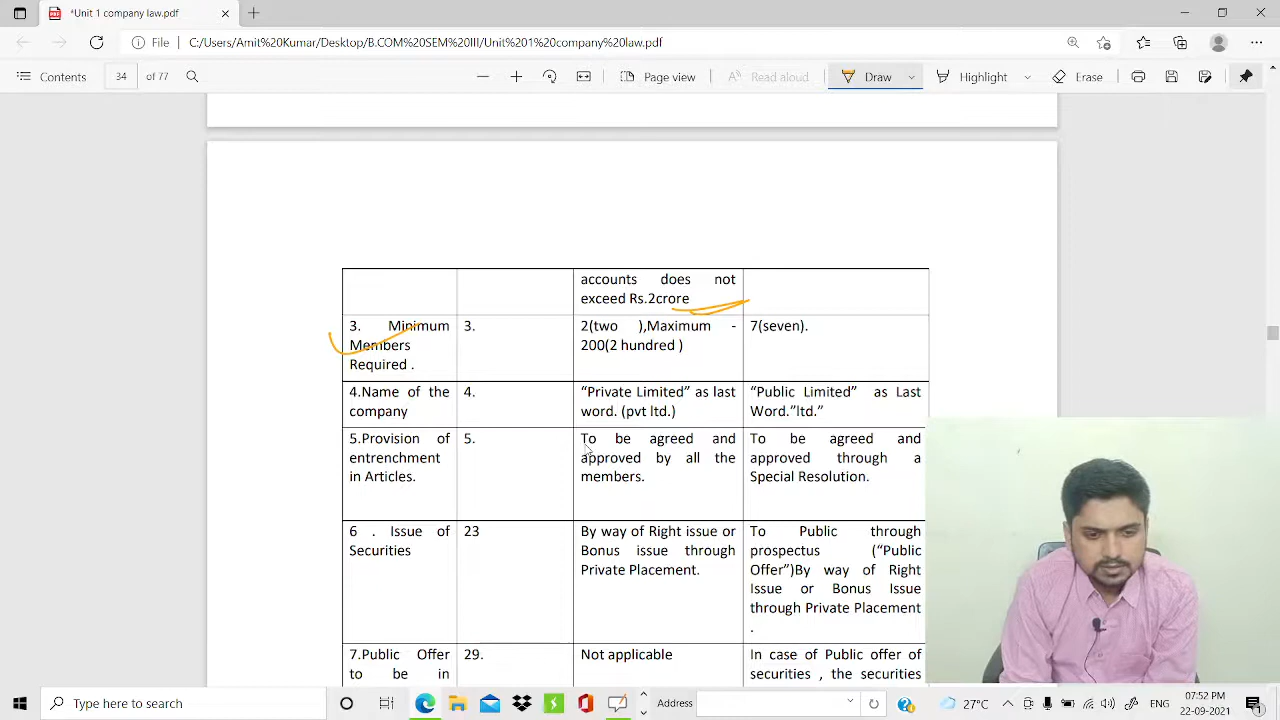 *Unit 1 company law.pdf
File
C:/Users/Amit%20Kumar/Desktop/B.COM%20SEM%20III/Unit%201%20company%20law.pdf
Contents
34
of 77
Page view
Read aloud
Draw
Highlight
Erase
accounts does not
exceed Rs.2crore
3. Minimum
Members
Required .
3.
2(two ),Maximum -
200(2 hundred )
7(seven).
4.Name of the
company
4.
“Private Limited” as last
word. (pvt ltd.)
“Public Limited” as Last
Word.”ltd.”
5.Provision of
entrenchment
in Articles.
5.
To be agreed and
approved by all the
members.
To be agreed and
approved through a
Special Resolution.
6 . Issue of
Securities
23
By way of Right issue or
Bonus issue through
Private Placement.
To Public through
prospectus (“Public
Offer”)By way of Right
Issue or Bonus Issue
through Private Placement
.
7.Public Offer
to be in
29.
Not applicable
In case of Public offer of
securities , the securities
Type here to search
Address
27°C
ENG
07:52 PM
22-09-2021